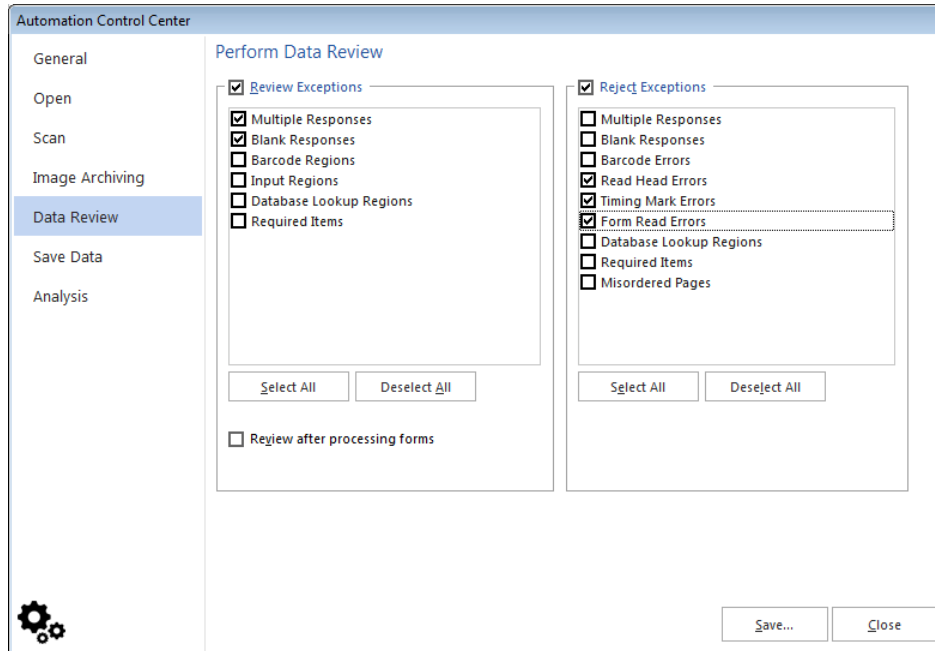 Automation Control Center
General
Open
Scan
Image Archiving
Data Review
Save Data
Analysis
Perform Data Review
Review Exceptions
Multiple Responses
Blank Responses
Barcode Regions
Input Regions
Database Lookup Regions
Required Items
Select All
Deselect All
Review after processing forms
Reject Exceptions
Multiple Responses
Blank Responses
Barcode Errors
Read Head Errors
Timing Mark Errors
Form Read Errors
Database Lookup Regions
Required Items
Misordered Pages
Select All
Deselect All
Save...
Close